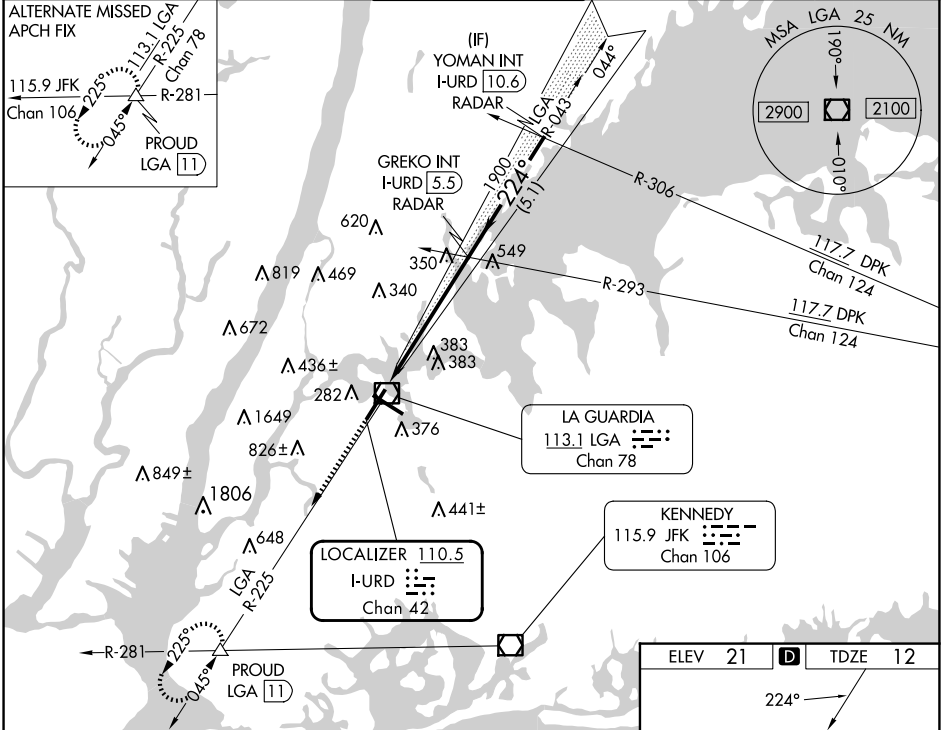 ALTERNATE MISSED
APCH FIX
113.1 LGA
R-225
Chan 78
115.9 JFK
Chan 106
R-281
225°
045°
PROUD
LGA 11
(IF)
YOMAN INT
I-URD 10.6
RADAR
LGA
R-043
044°
MSA LGA 25 NM
190°
2900
2100
010°
GREKO INT
I-URD 5.5
RADAR
1900
224°
(5.1)
R-306
117.7 DPK
Chan 124
R-293
117.7 DPK
Chan 124
620
350
549
819
469
340
672
383
383
436±
282
1649
376
826±
849±
1806
441±
648
LA GUARDIA
113.1 LGA
Chan 78
KENNEDY
115.9 JFK
Chan 106
LOCALIZER 110.5
I-URD
Chan 42
LGA
R-225
R-281
225°
045°
PROUD
LGA 11
ELEV 21 D TDZE 12
224°